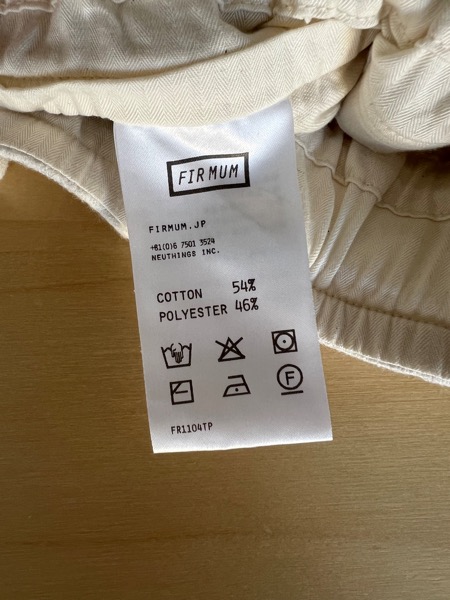 FIRMUM
FIRMUM.JP
+81(0)6 7501 3524
NEUTHINGS INC.
COTTON 54%
POLYESTER 46%
F
FR1104TP